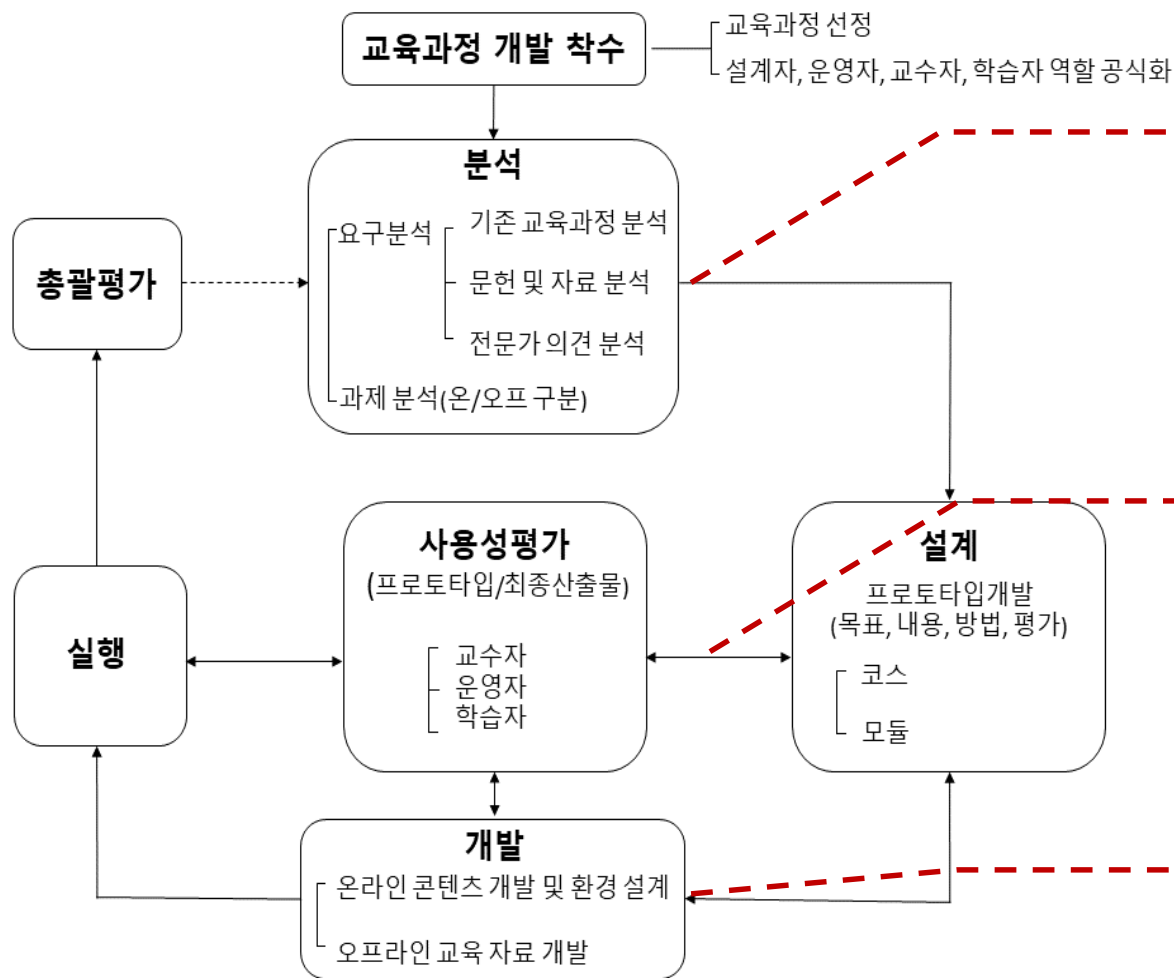 교육과정 개발 착수
교육과정 선정
설계자, 운영자, 교수자, 학습자 역할 공식화
분석
요구분석
기존 교육과정 분석
문헌 및 자료 분석
전문가 의견 분석
과제 분석(온/오프 구분)
총괄평가
사용성평가
(프로토타입/최종산출물)
교수자
운영자
학습자
설계
프로토타입개발
(목표, 내용, 방법, 평가)
코스
모듈
실행
개발
온라인 콘텐츠 개발 및 환경 설계
오프라인 교육 자료 개발